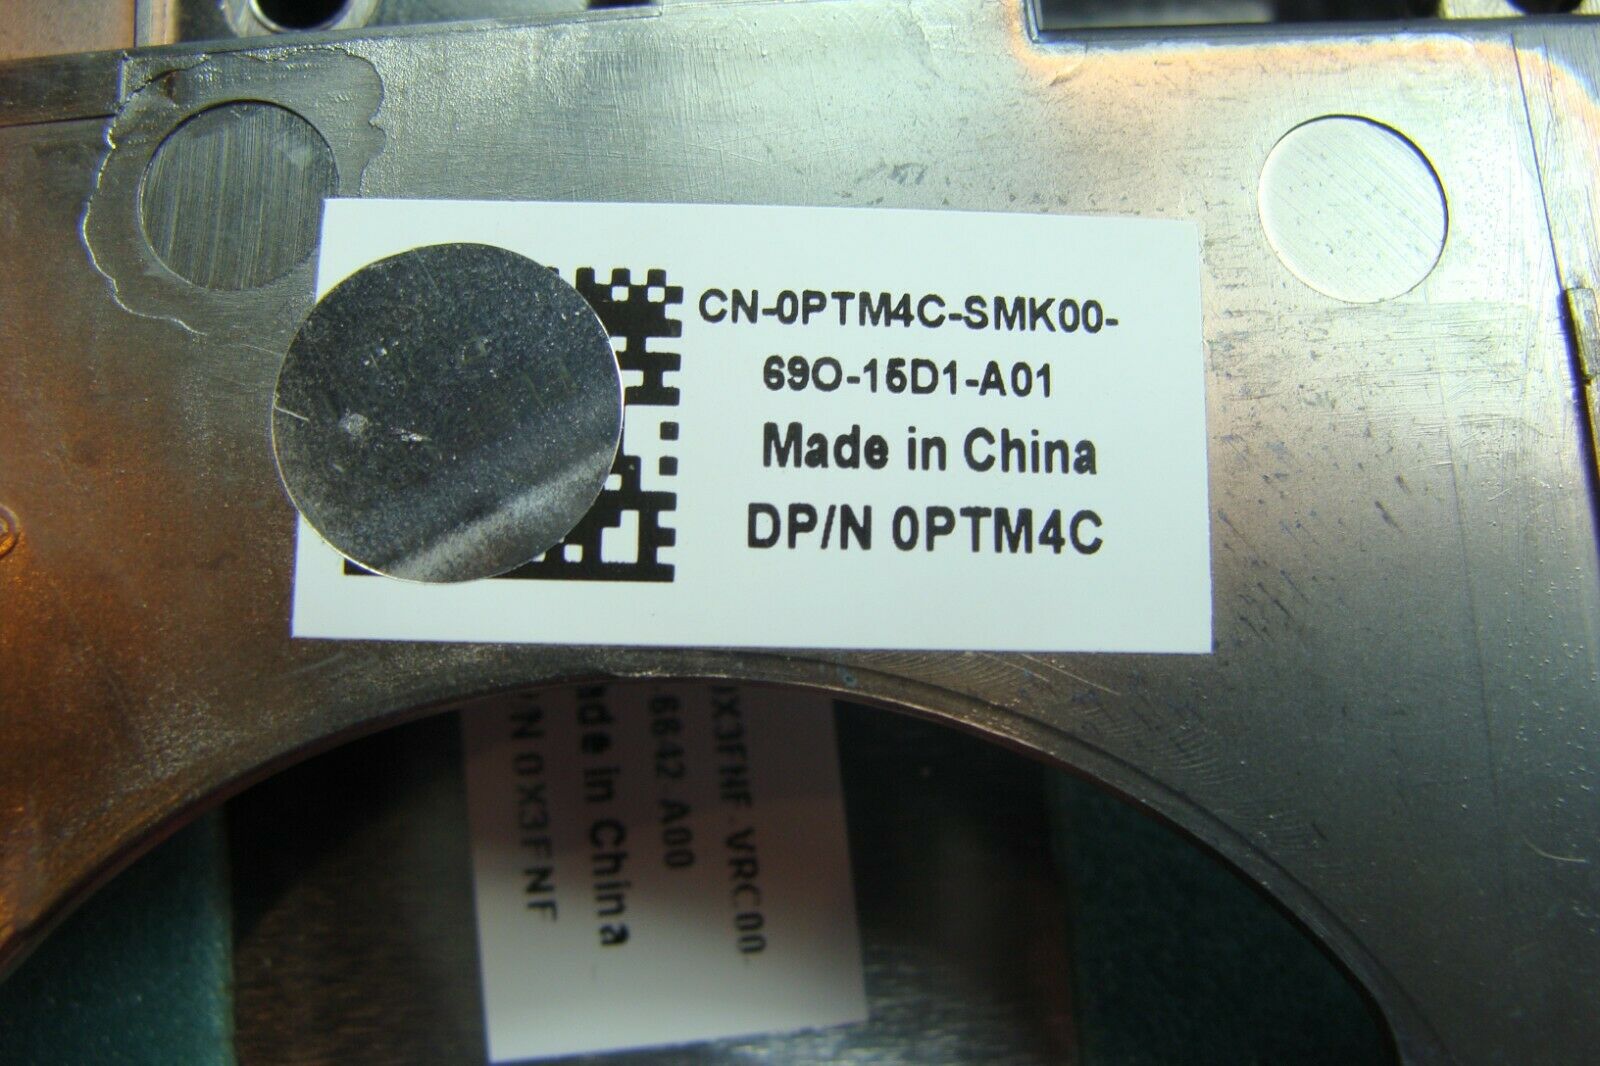 CN-0PTM4C-SMK00-
69O-15D1-A01
Made in China
DP/N 0PTM4C
X3FNF-VRC00-
6642 A00
ade in China
/N 0X3FNF